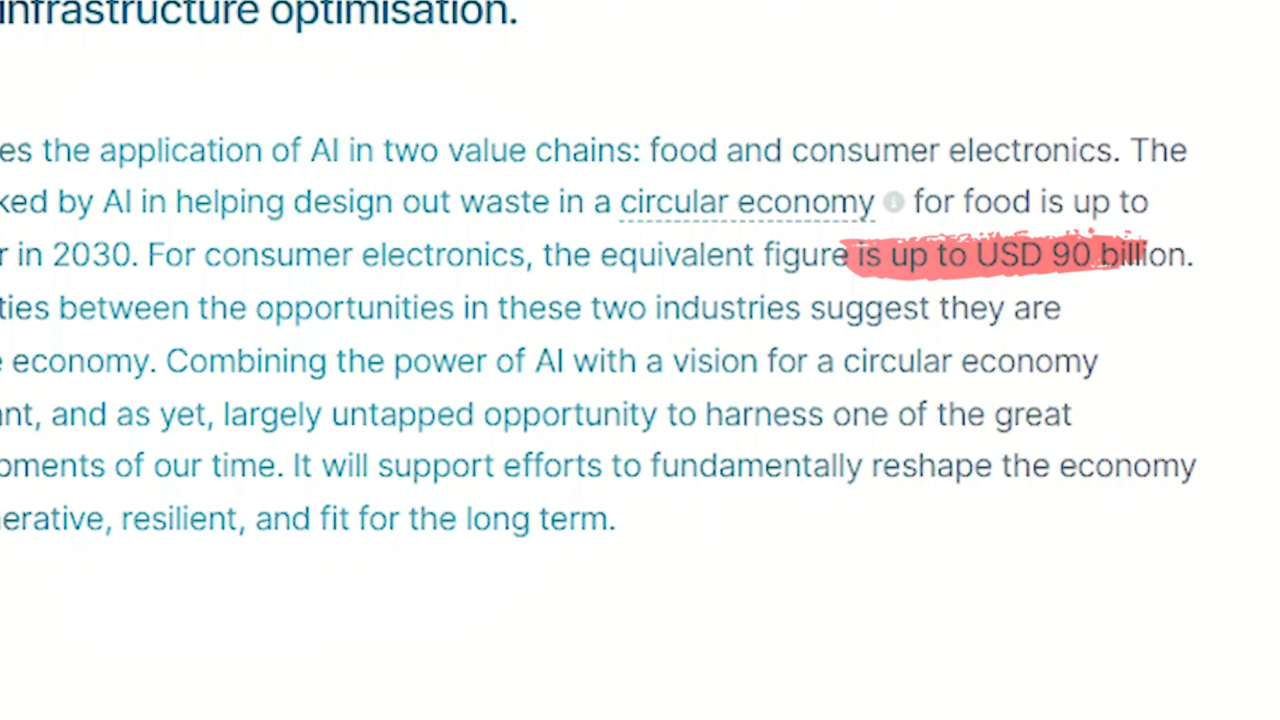 infrastructure optimisation.
es the application of AI in two value chains: food and consumer electronics. The
ked by AI in helping design out waste in a circular economy i for food is up to
r in 2030. For consumer electronics, the equivalent figure is up to USD 90 billion.
ties between the opportunities in these two industries suggest they are
e economy. Combining the power of AI with a vision for a circular economy
ant, and as yet, largely untapped opportunity to harness one of the great
pments of our time. It will support efforts to fundamentally reshape the economy
nerative, resilient, and fit for the long term.